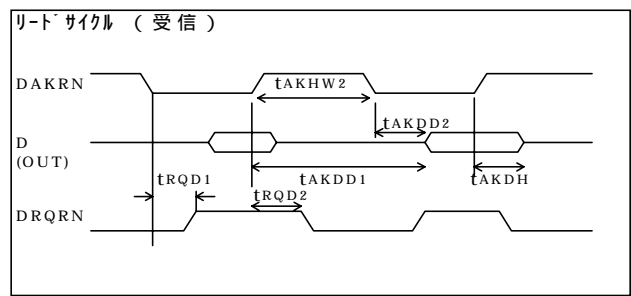 リードサイクル （受信）
DAKRN
tAKHW2
tAKDD2
D
(OUT)
tRQD1
tAKDD1
tAKDH
tRQD2
DRQRN